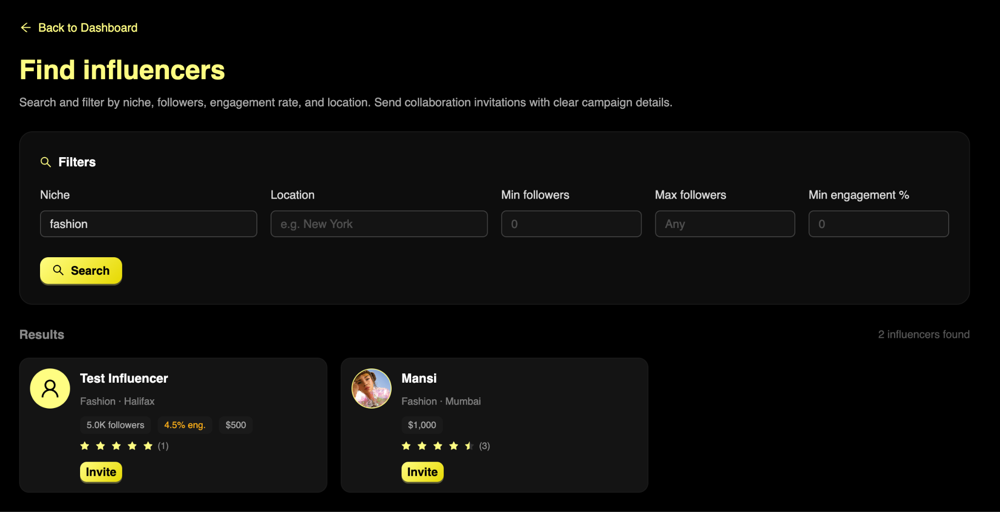 Back to Dashboard
Find influencers
Search and filter by niche, followers, engagement rate, and location. Send collaboration invitations with clear campaign details.
Filters
Niche
Location
Min followers
Max followers
Min engagement %
fashion
e.g. New York
0
Any
0
Search
Results
2 influencers found
Test Influencer
Fashion · Halifax
5.0K followers
4.5% eng.
$500
(1)
Invite
Mansi
Fashion · Mumbai
$1,000
(3)
Invite